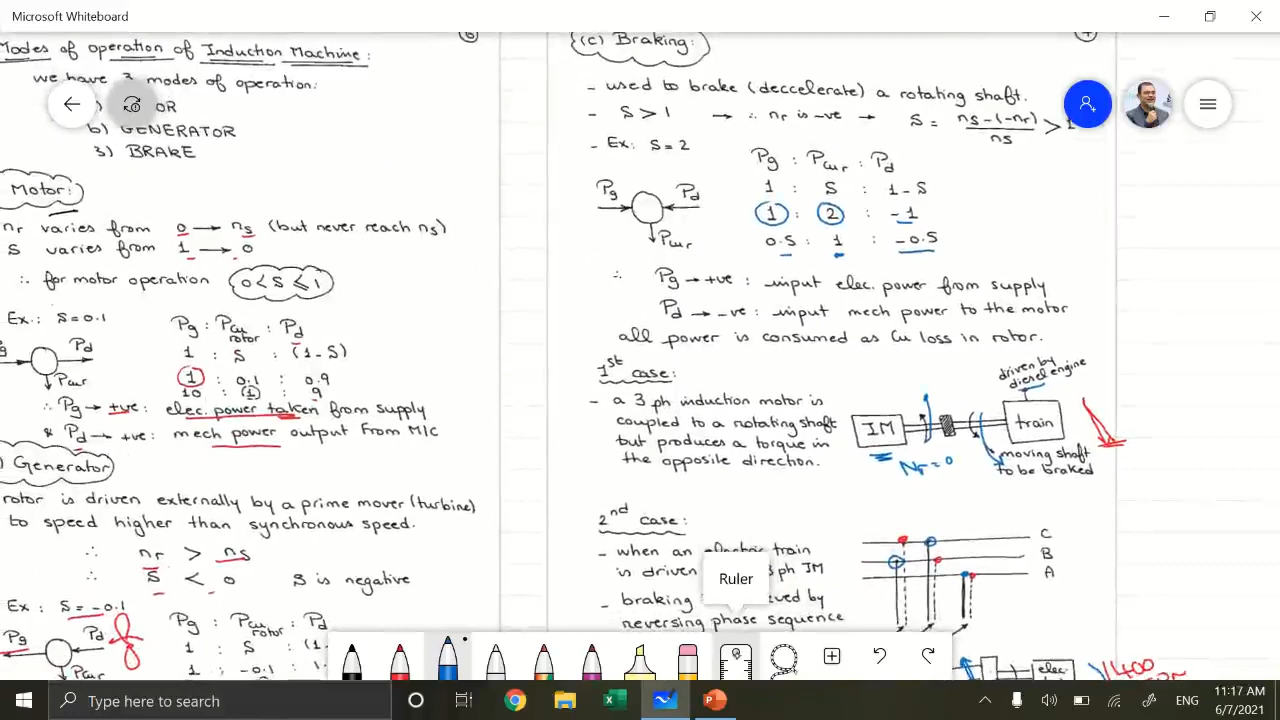 Microsoft Whiteboard
Modes of operation of Induction Machine:
we have 3 modes of operation:
OR
b) GENERATOR
3) BRAKE
Motor:
nr varies from 0 → ns (but never reach ns)
S varies from 1 → 0
∴ for motor operation 0 < S ≤ 1
Ex.: S = 0.1
Pg : Pcu rotor : Pd
1 : S : (1-S)
1 : 0.1 : 0.9
10 : 1 : 9
g Pd
Pcur
∴ Pg → +ve: elec. power taken from supply
& Pd → +ve: mech power output from M/C
) Generator
rotor is driven externally by a prime mover (turbine)
to speed higher than synchronous speed.
∴ nr > ns
∴ S < 0 S is negative
Ex: S = -0.1
Pg Pd
Pg : Pcu rotor : Pd
1 : S : (1-
1 : -0.1 : 1.
(c) Braking:
- used to brake (deccelerate) a rotating shaft.
- S > 1 → ∴ nr is -ve → S = ns-(-nr) / ns > 1
- Ex: S = 2
Pg : Pcur : Pd
1 : S : 1-S
1 : 2 : -1
0.5 : 1 : -0.5
Pg Pd
Pcur
∴ Pg → +ve : input elec. power from supply
Pd → -ve : input mech power to the motor
all power is consumed as Cu loss in rotor.
1st case:
- a 3 ph induction motor is
coupled to a rotating shaft
but produces a torque in
the opposite direction.
driven by
diesel engine
IM
train
Nr = 0
moving shaft
to be braked
2nd case:
- when an electric train
is driven ph IM
- braking ved by
reversing phase sequence
C
B
A
elec.
1400
Ruler
Type here to search
ENG
11:17 AM
6/7/2021